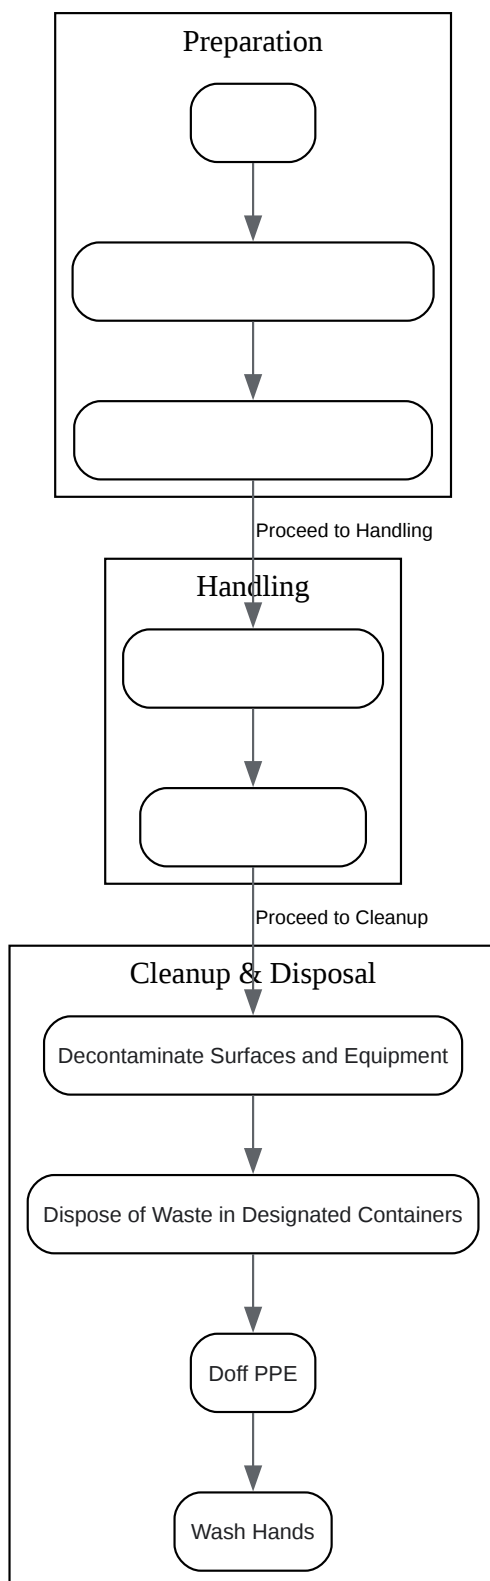 Preparation
Proceed to Handling
Handling
Proceed to Cleanup
Cleanup & Disposal
Decontaminate Surfaces and Equipment
Dispose of Waste in Designated Containers
Doff PPE
Wash Hands